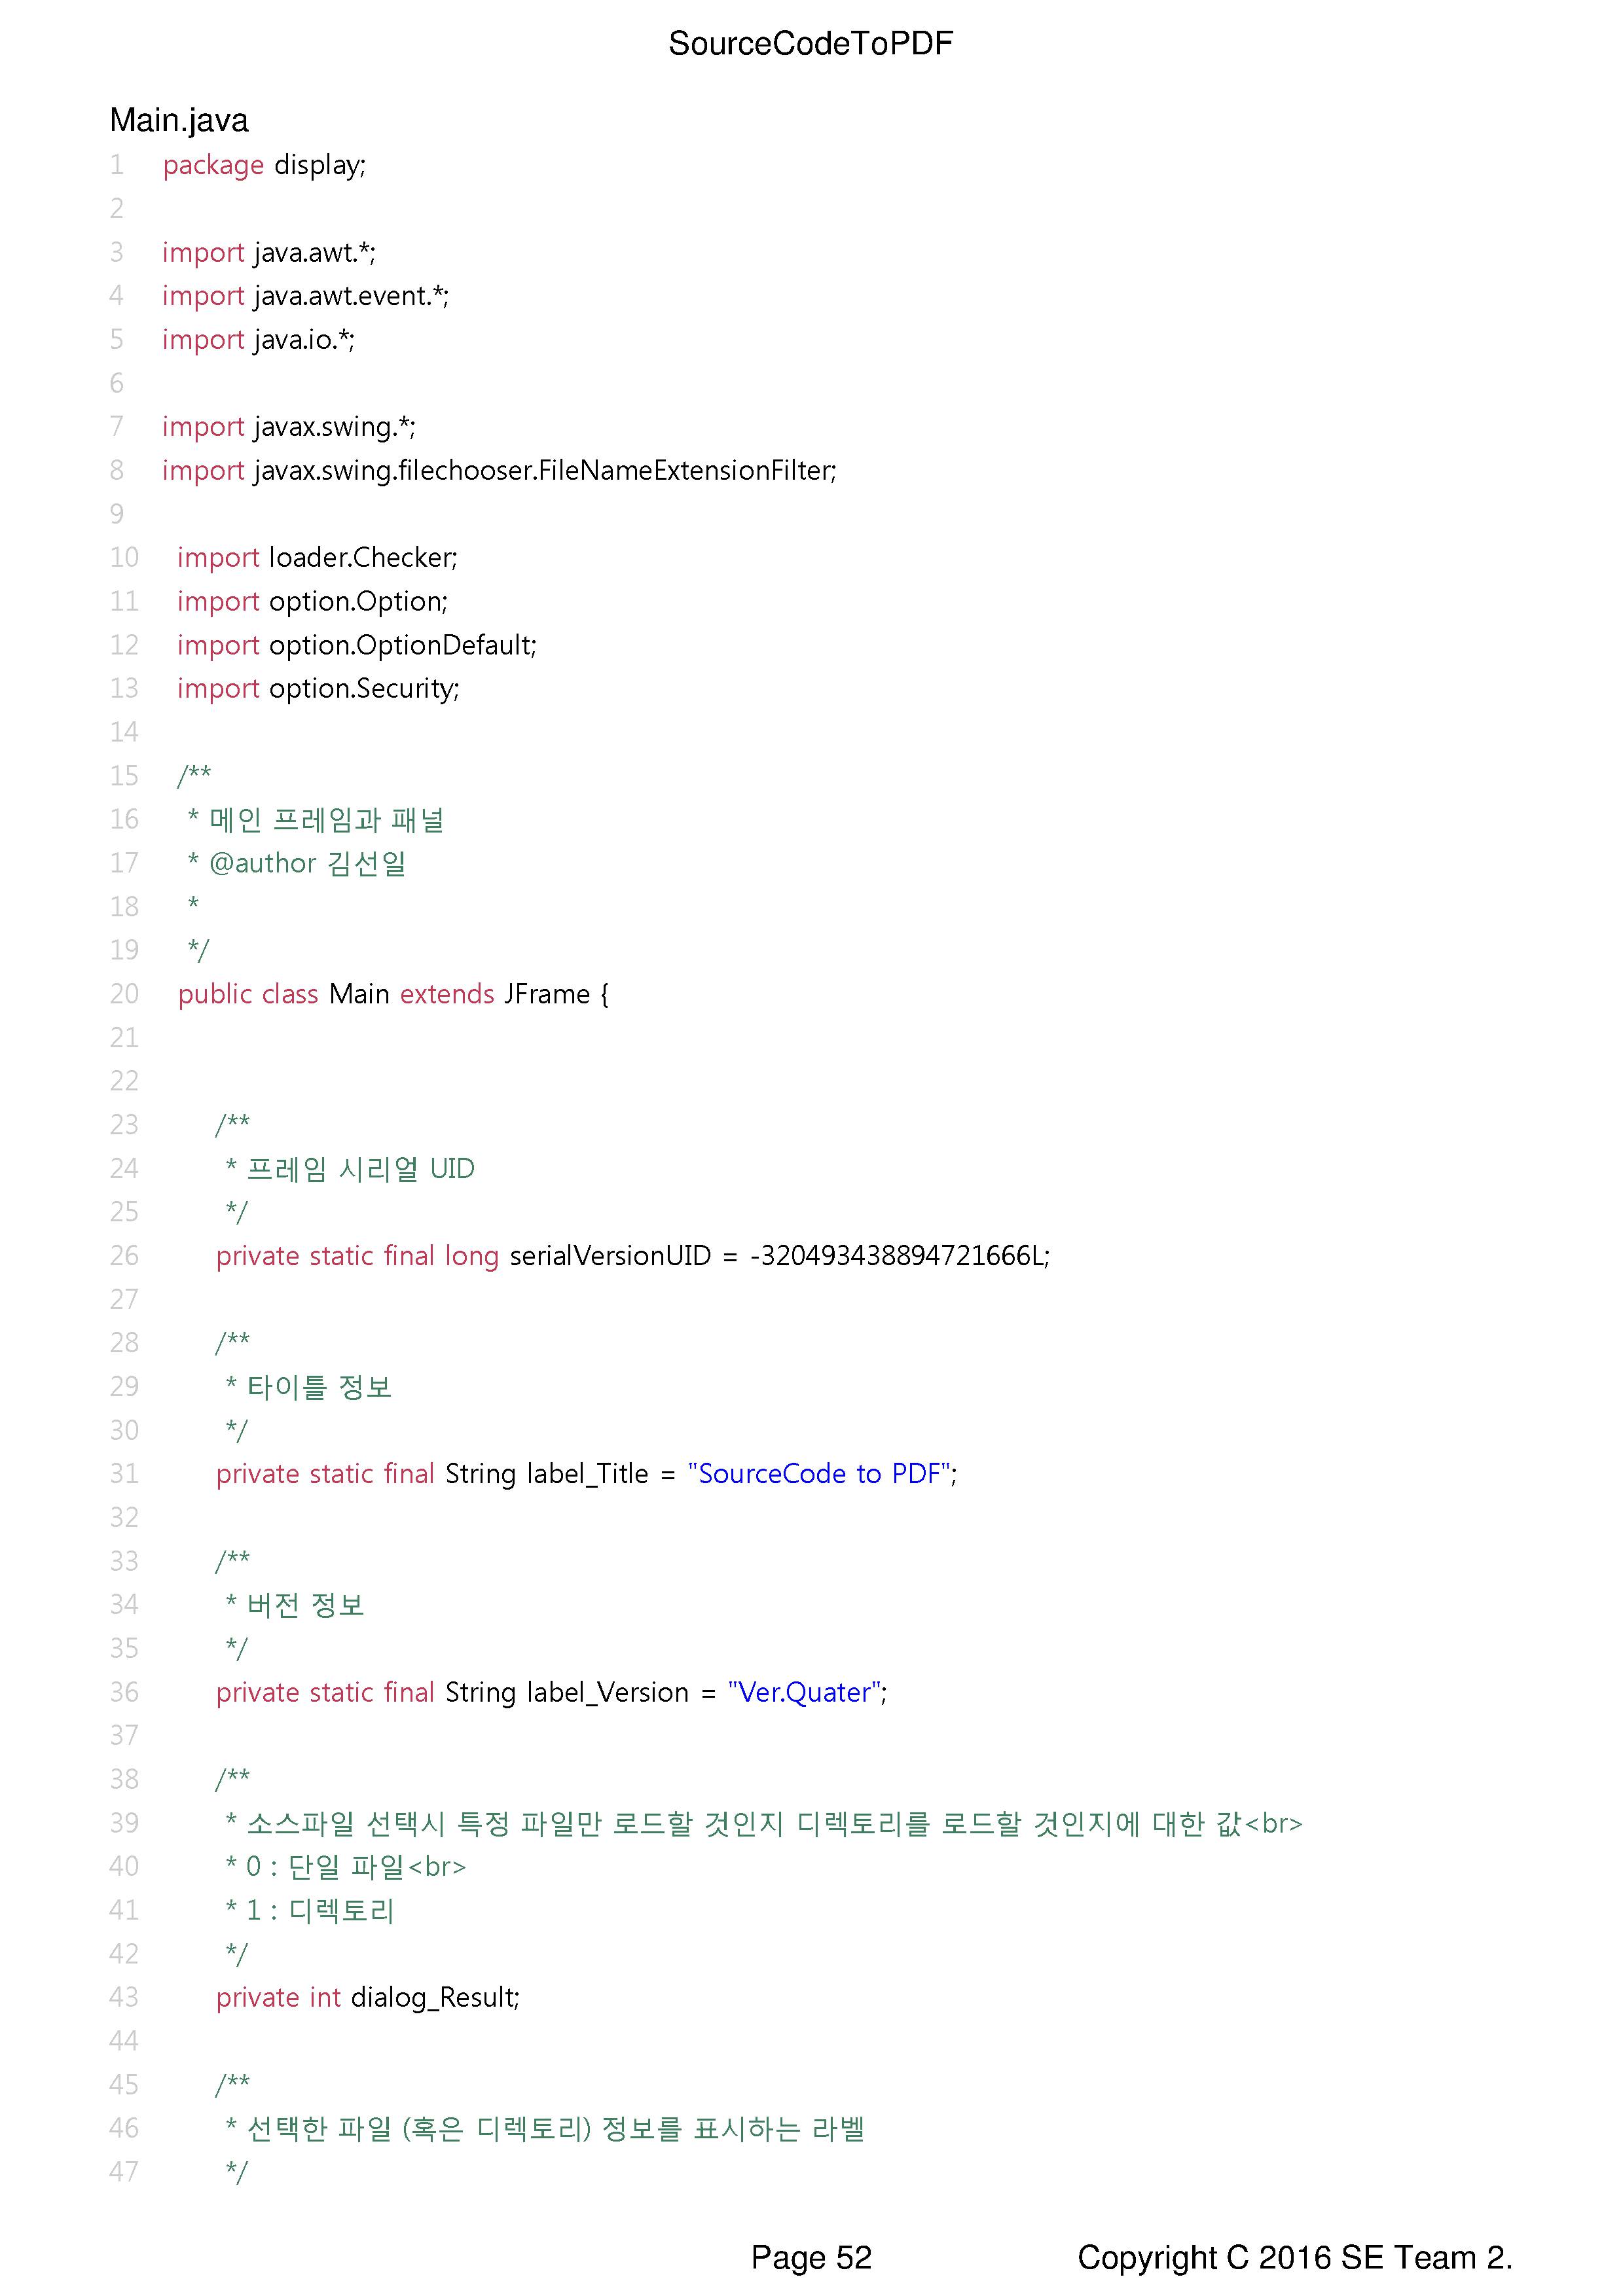 SourceCodeToPDF
Main.java
1 package display;
2
3 import java.awt.*;
4 import java.awt.event.*;
5 import java.io.*;
6
7 import javax.swing.*;
8 import javax.swing.filechooser.FileNameExtensionFilter;
9
10 import loader.Checker;
11 import option.Option;
12 import option.OptionDefault;
13 import option.Security;
14
15 /**
16  * 메인 프레임과 패널
17  * @author 김선일
18  *
19  */
20 public class Main extends JFrame {
21
22
23     /**
24      * 프레임 시리얼 UID
25      */
26     private static final long serialVersionUID = -320493438894721666L;
27
28     /**
29      * 타이틀 정보
30      */
31     private static final String label_Title = "SourceCode to PDF";
32
33     /**
34      * 버전 정보
35      */
36     private static final String label_Version = "Ver.Quater";
37
38     /**
39      * 소스파일 선택시 특정 파일만 로드할 것인지 디렉토리를 로드할 것인지에 대한 값<br>
40      * 0 : 단일 파일<br>
41      * 1 : 디렉토리
42      */
43     private int dialog_Result;
44
45     /**
46      * 선택한 파일 (혹은 디렉토리) 정보를 표시하는 라벨
47      */
Page 52 Copyright C 2016 SE Team 2.